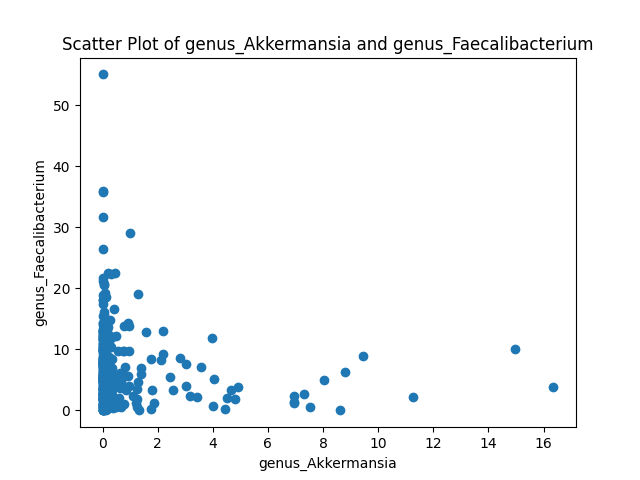 Scatter Plot of genus_Akkermansia and genus_Faecalibacterium
50
40
30
20
10
0
genus_Faecalibacterium
0 2 4 6 8 10 12 14 16
genus_Akkermansia